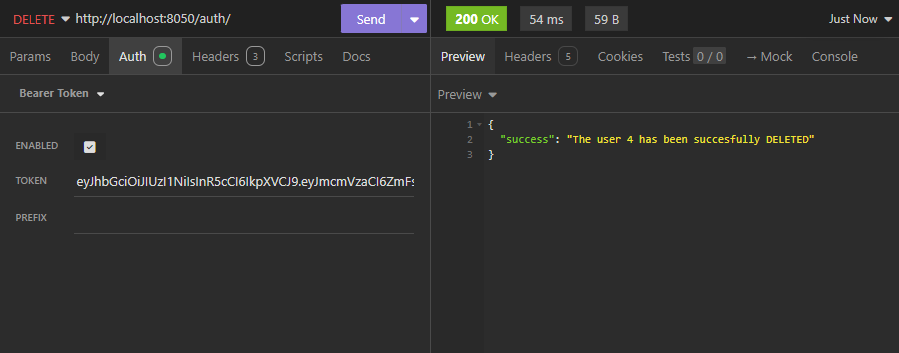 DELETE http://localhost:8050/auth/ Send
200 OK 54 ms 59 B Just Now
Params Body Auth Headers 3 Scripts Docs
Preview Headers 5 Cookies Tests 0 / 0 → Mock Console
Bearer Token
Preview
ENABLED
TOKEN eyJhbGciOiJIUzI1NiIsInR5cCI6IkpXVCJ9.eyJmcmVzaCI6ZmFs
PREFIX
1 {
2 "success": "The user 4 has been succesfully DELETED"
3 }